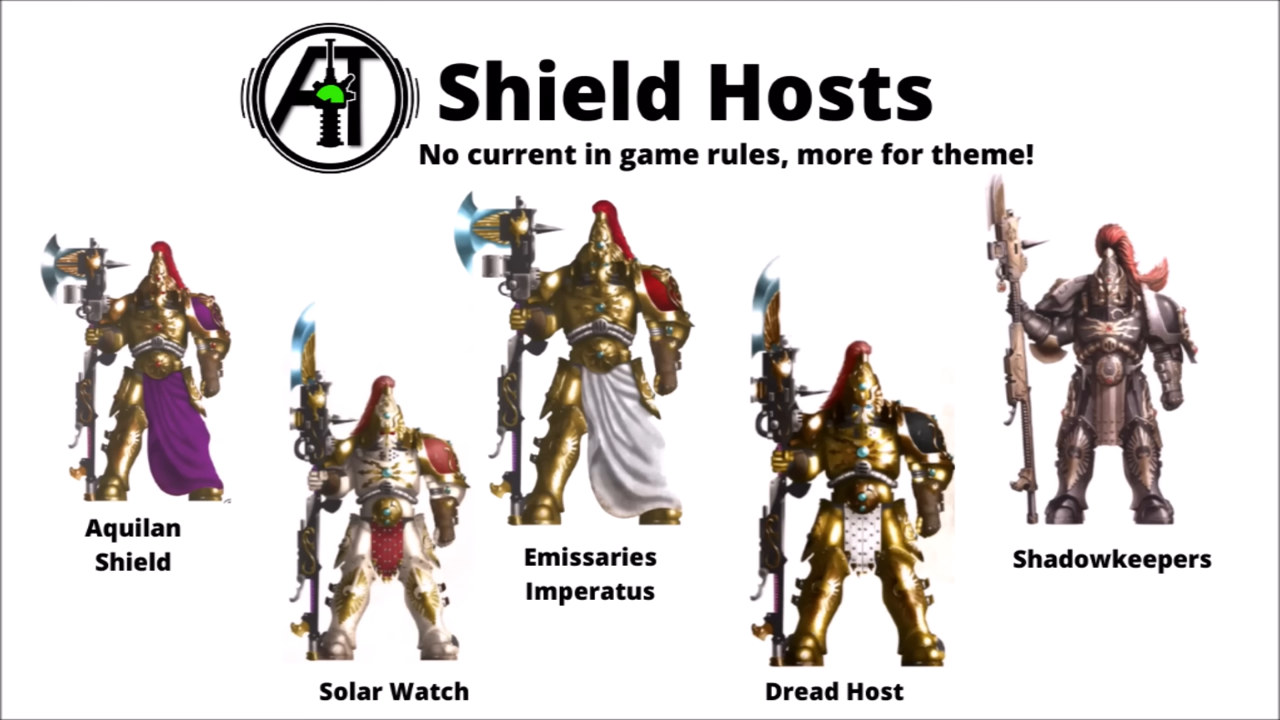 AT
Shield Hosts
No current in game rules, more for theme!
Aquilan
Shield
Solar Watch
Emissaries
Imperatus
Dread Host
Shadowkeepers